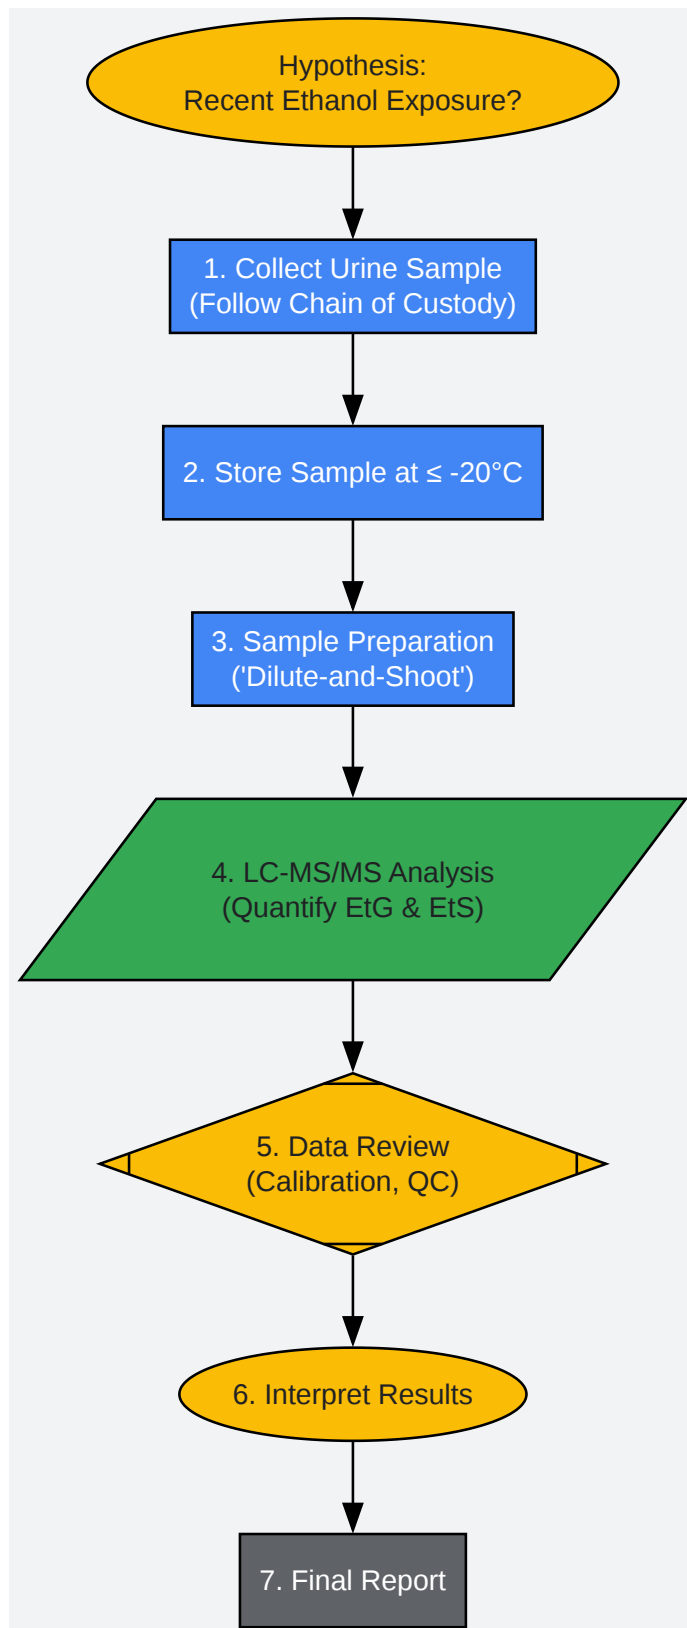 Hypothesis:
Recent Ethanol Exposure?
1. Collect Urine Sample
(Follow Chain of Custody)
2. Store Sample at ≤ -20°C
3. Sample Preparation
('Dilute-and-Shoot')
4. LC-MS/MS Analysis
(Quantify EtG & EtS)
5. Data Review
(Calibration, QC)
6. Interpret Results
7. Final Report